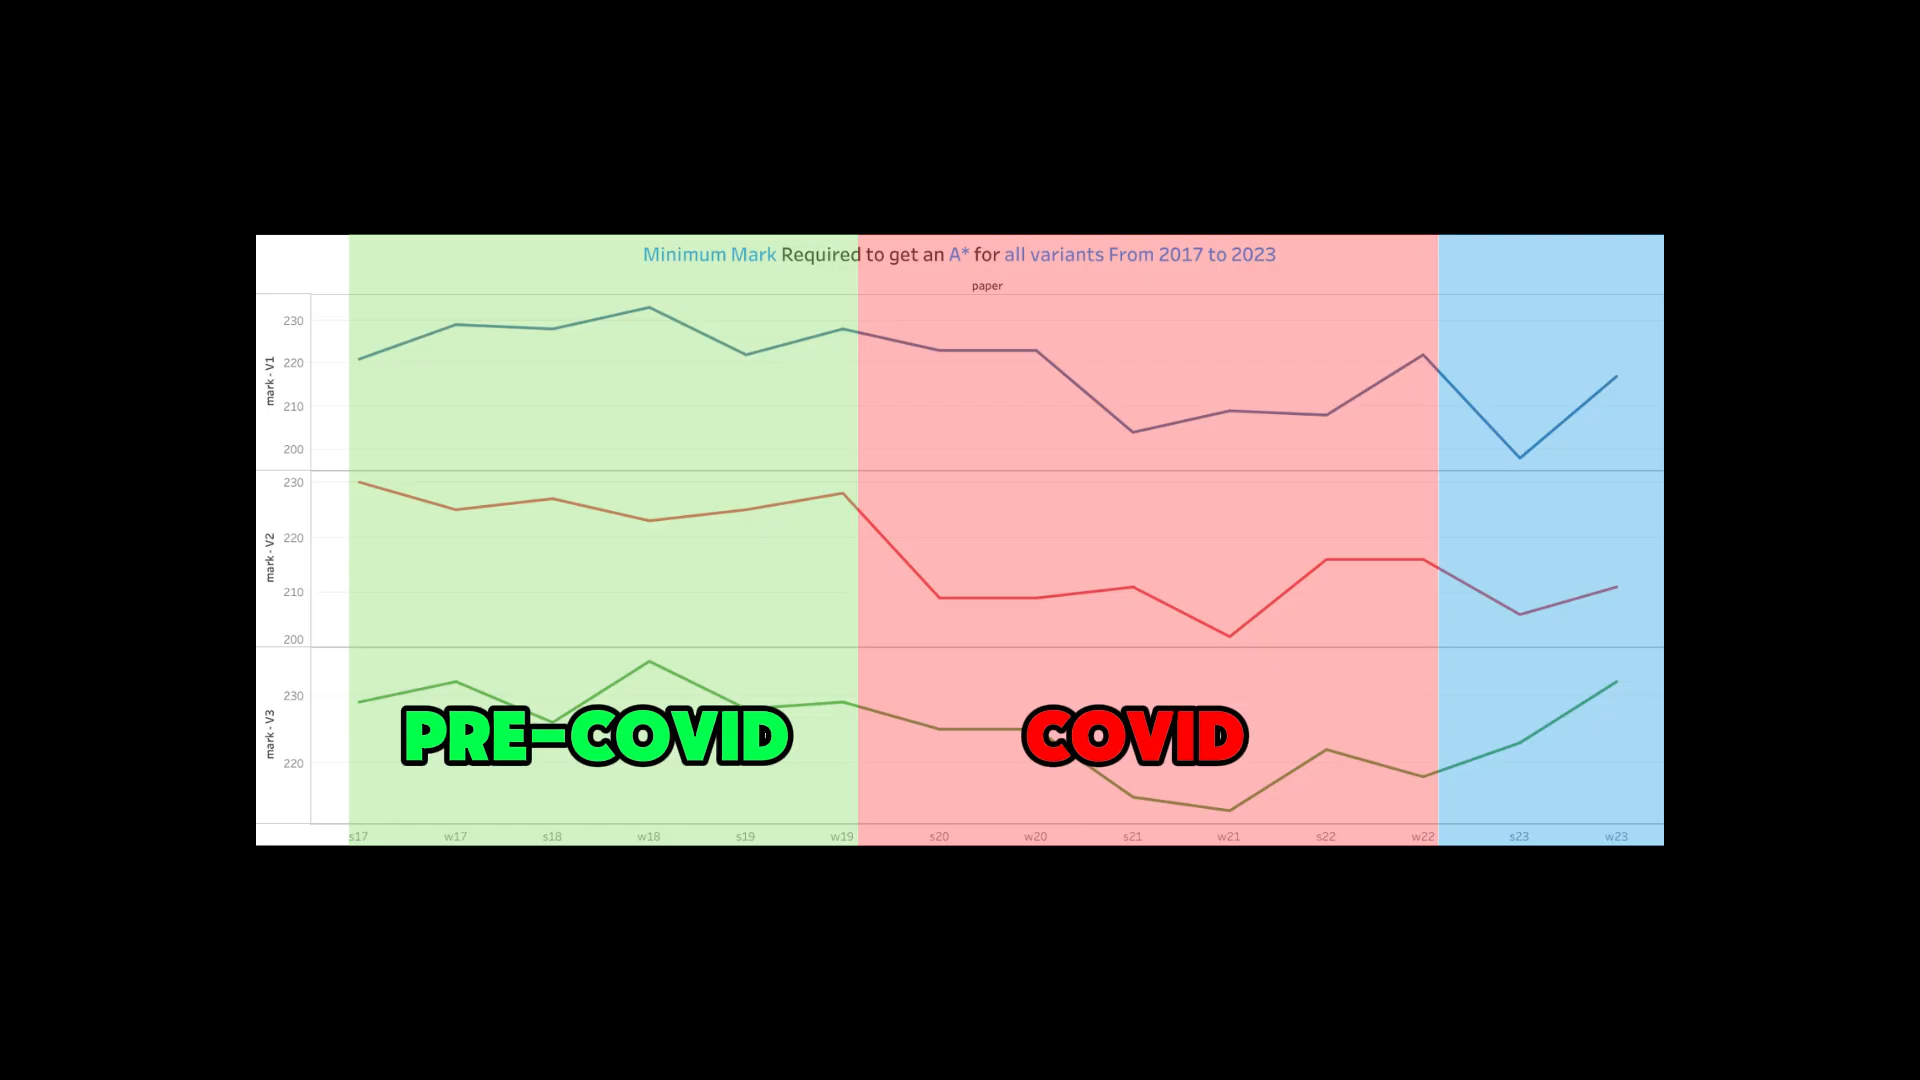 Minimum Mark Required to get an A* for all variants From 2017 to 2023
paper
mark - V1
230
220
210
200
mark - V2
230
220
210
200
mark - V3
230
220
PRE-COVID
COVID
s17 w17 s18 w18 s19 w19 s20 w20 s21 w21 s22 w22 s23 w23